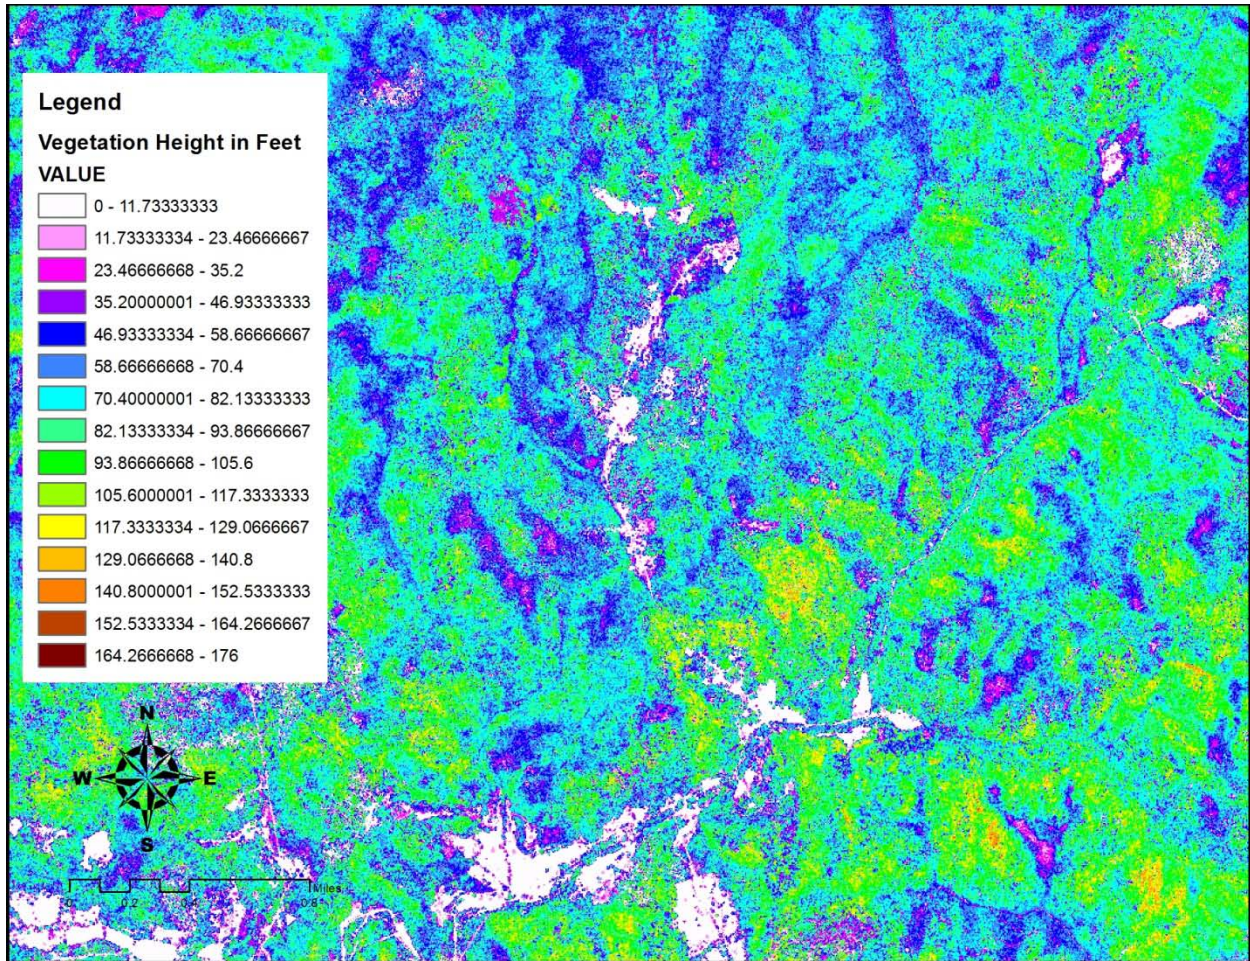 Legend
Vegetation Height in Feet
VALUE
0 - 11.73333333
11.73333334 - 23.46666667
23.46666668 - 35.2
35.20000001 - 46.93333333
46.93333334 - 58.66666667
58.66666668 - 70.4
70.40000001 - 82.13333333
82.13333334 - 93.86666667
93.86666668 - 105.6
105.6000001 - 117.3333333
117.3333334 - 129.0666667
129.0666668 - 140.8
140.8000001 - 152.5333333
152.5333334 - 164.2666667
164.2666668 - 176
N
W E
S
Miles
0 0.2 0.4 0.8